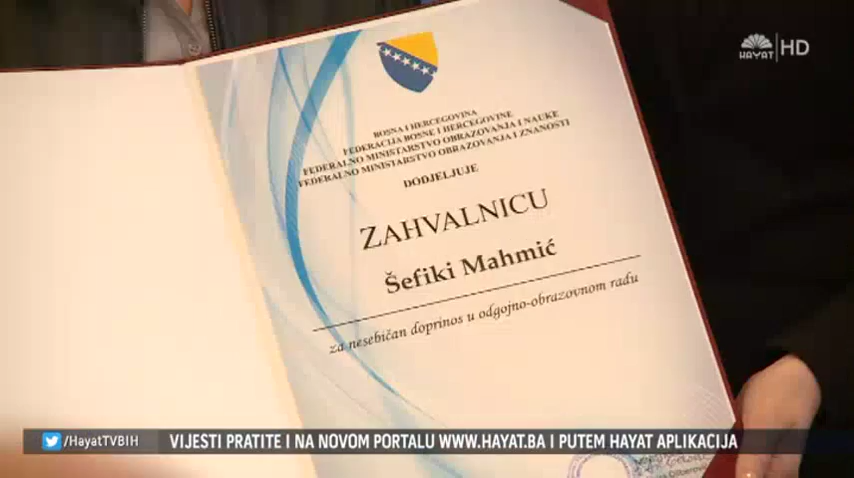 HAYAT HD
BOSNA I HERCEGOVINA
FEDERACIJA BOSNE I HERCEGOVINE
FEDERALNO MINISTARSTVO OBRAZOVANJA I NAUKE
FEDERALNO MINISTARSTVO OBRAZOVANJA I ZNANOSTI
DODJELJUJE
ZAHVALNICU
Šefiki Mahmić
za nesebičan doprinos u odgojno-obrazovnom radu
/HayatTVBIH VIJESTI PRATITE I NA NOVOM PORTALU WWW.HAYAT.BA I PUTEM HAYAT APLIKACIJA